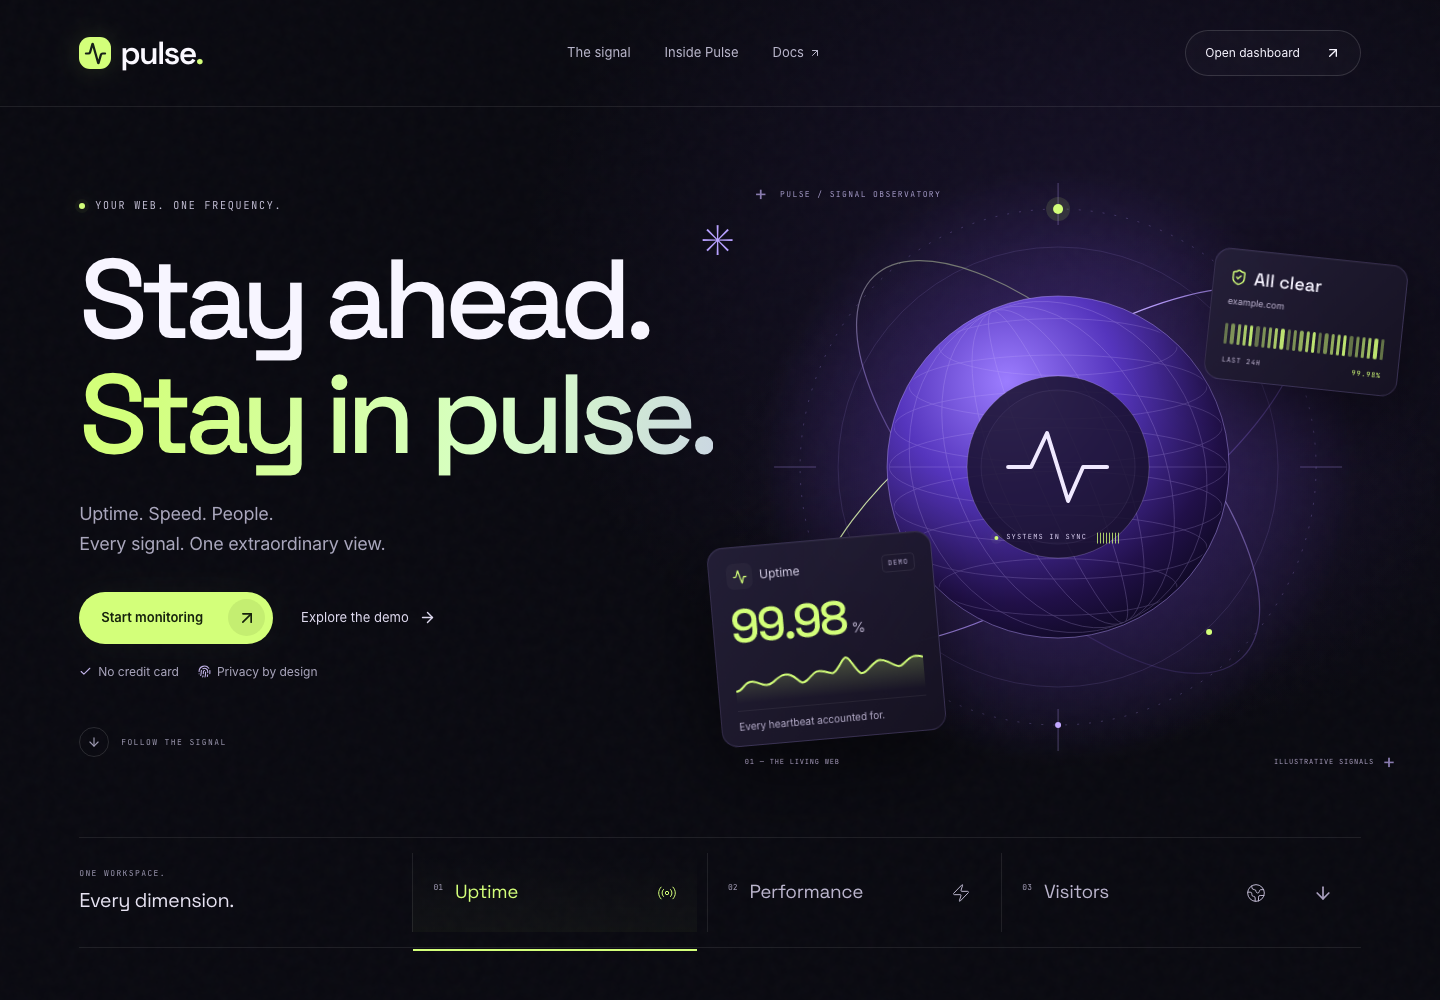 pulse.
The signal
Inside Pulse
Docs
Open dashboard
YOUR WEB. ONE FREQUENCY.
Stay ahead.
Stay in pulse.
Uptime. Speed. People.
Every signal. One extraordinary view.
Start monitoring
Explore the demo
No credit card
Privacy by design
FOLLOW THE SIGNAL
PULSE / SIGNAL OBSERVATORY
All clear
example.com
LAST 24H
99.98%
SYSTEMS IN SYNC
Uptime
DEMO
99.98 %
Every heartbeat accounted for.
01 — THE LIVING WEB
ILLUSTRATIVE SIGNALS
ONE WORKSPACE.
Every dimension.
01 Uptime
02 Performance
03 Visitors